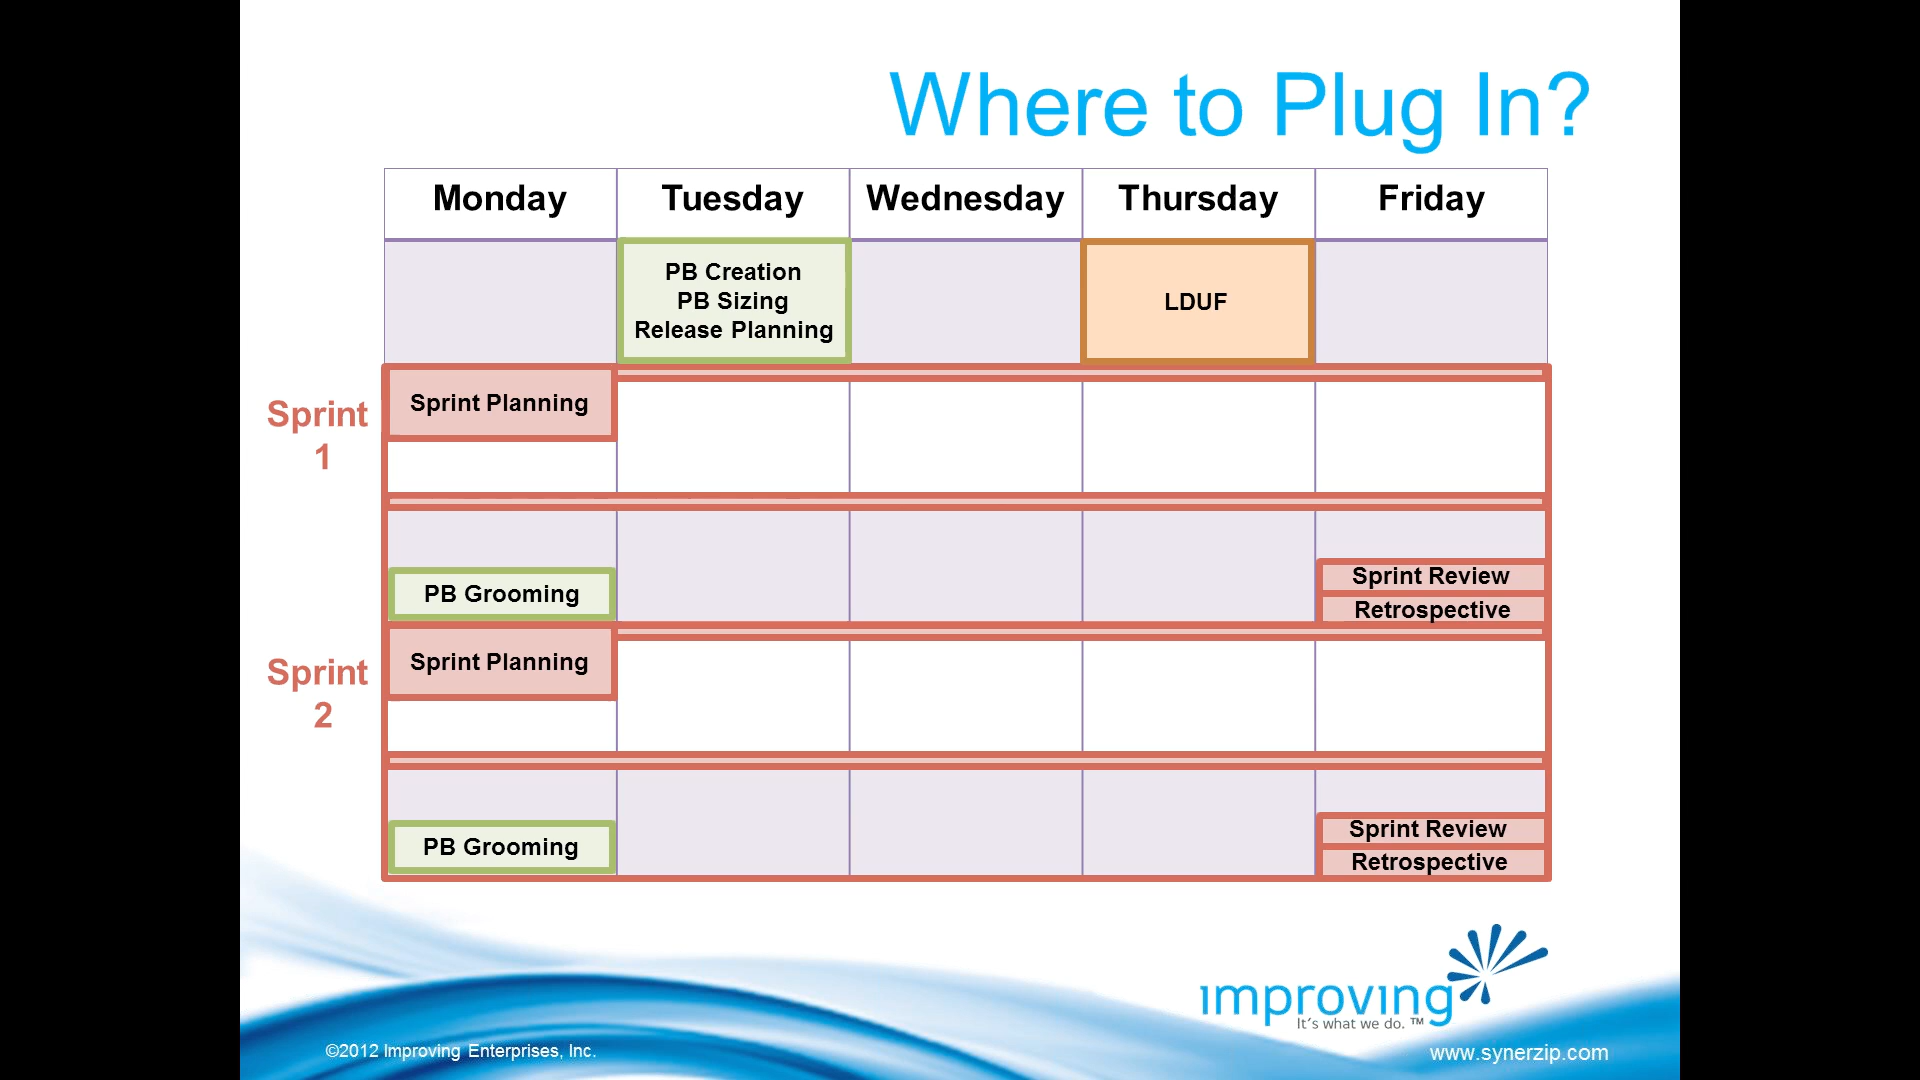 Where to Plug In?
Monday Tuesday Wednesday Thursday Friday
PB Creation
PB Sizing
Release Planning
LDUF
Sprint
1
Sprint Planning
PB Grooming
Sprint Review
Retrospective
Sprint
2
Sprint Planning
PB Grooming
Sprint Review
Retrospective
improving
It's what we do. ™
©2012 Improving Enterprises, Inc.
www.synerzip.com